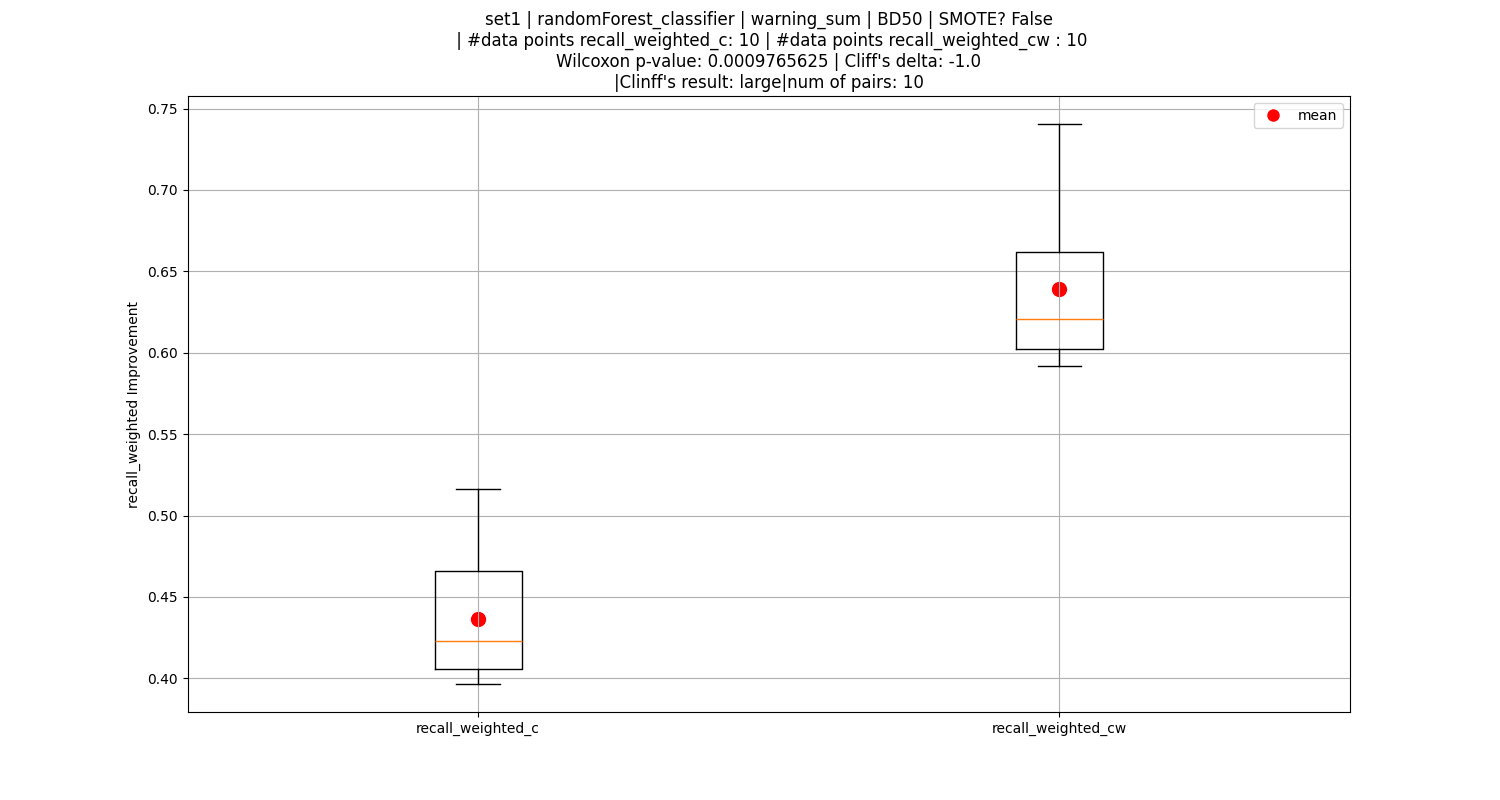 set1 | randomForest_classifier | warning_sum | BD50 | SMOTE? False
| #data points recall_weighted_c: 10 | #data points recall_weighted_cw : 10
Wilcoxon p-value: 0.0009765625 | Cliff's delta: -1.0
|Clinff's result: large|num of pairs: 10
mean
recall_weighted Improvement
0.75
0.70
0.65
0.60
0.55
0.50
0.45
0.40
recall_weighted_c
recall_weighted_cw